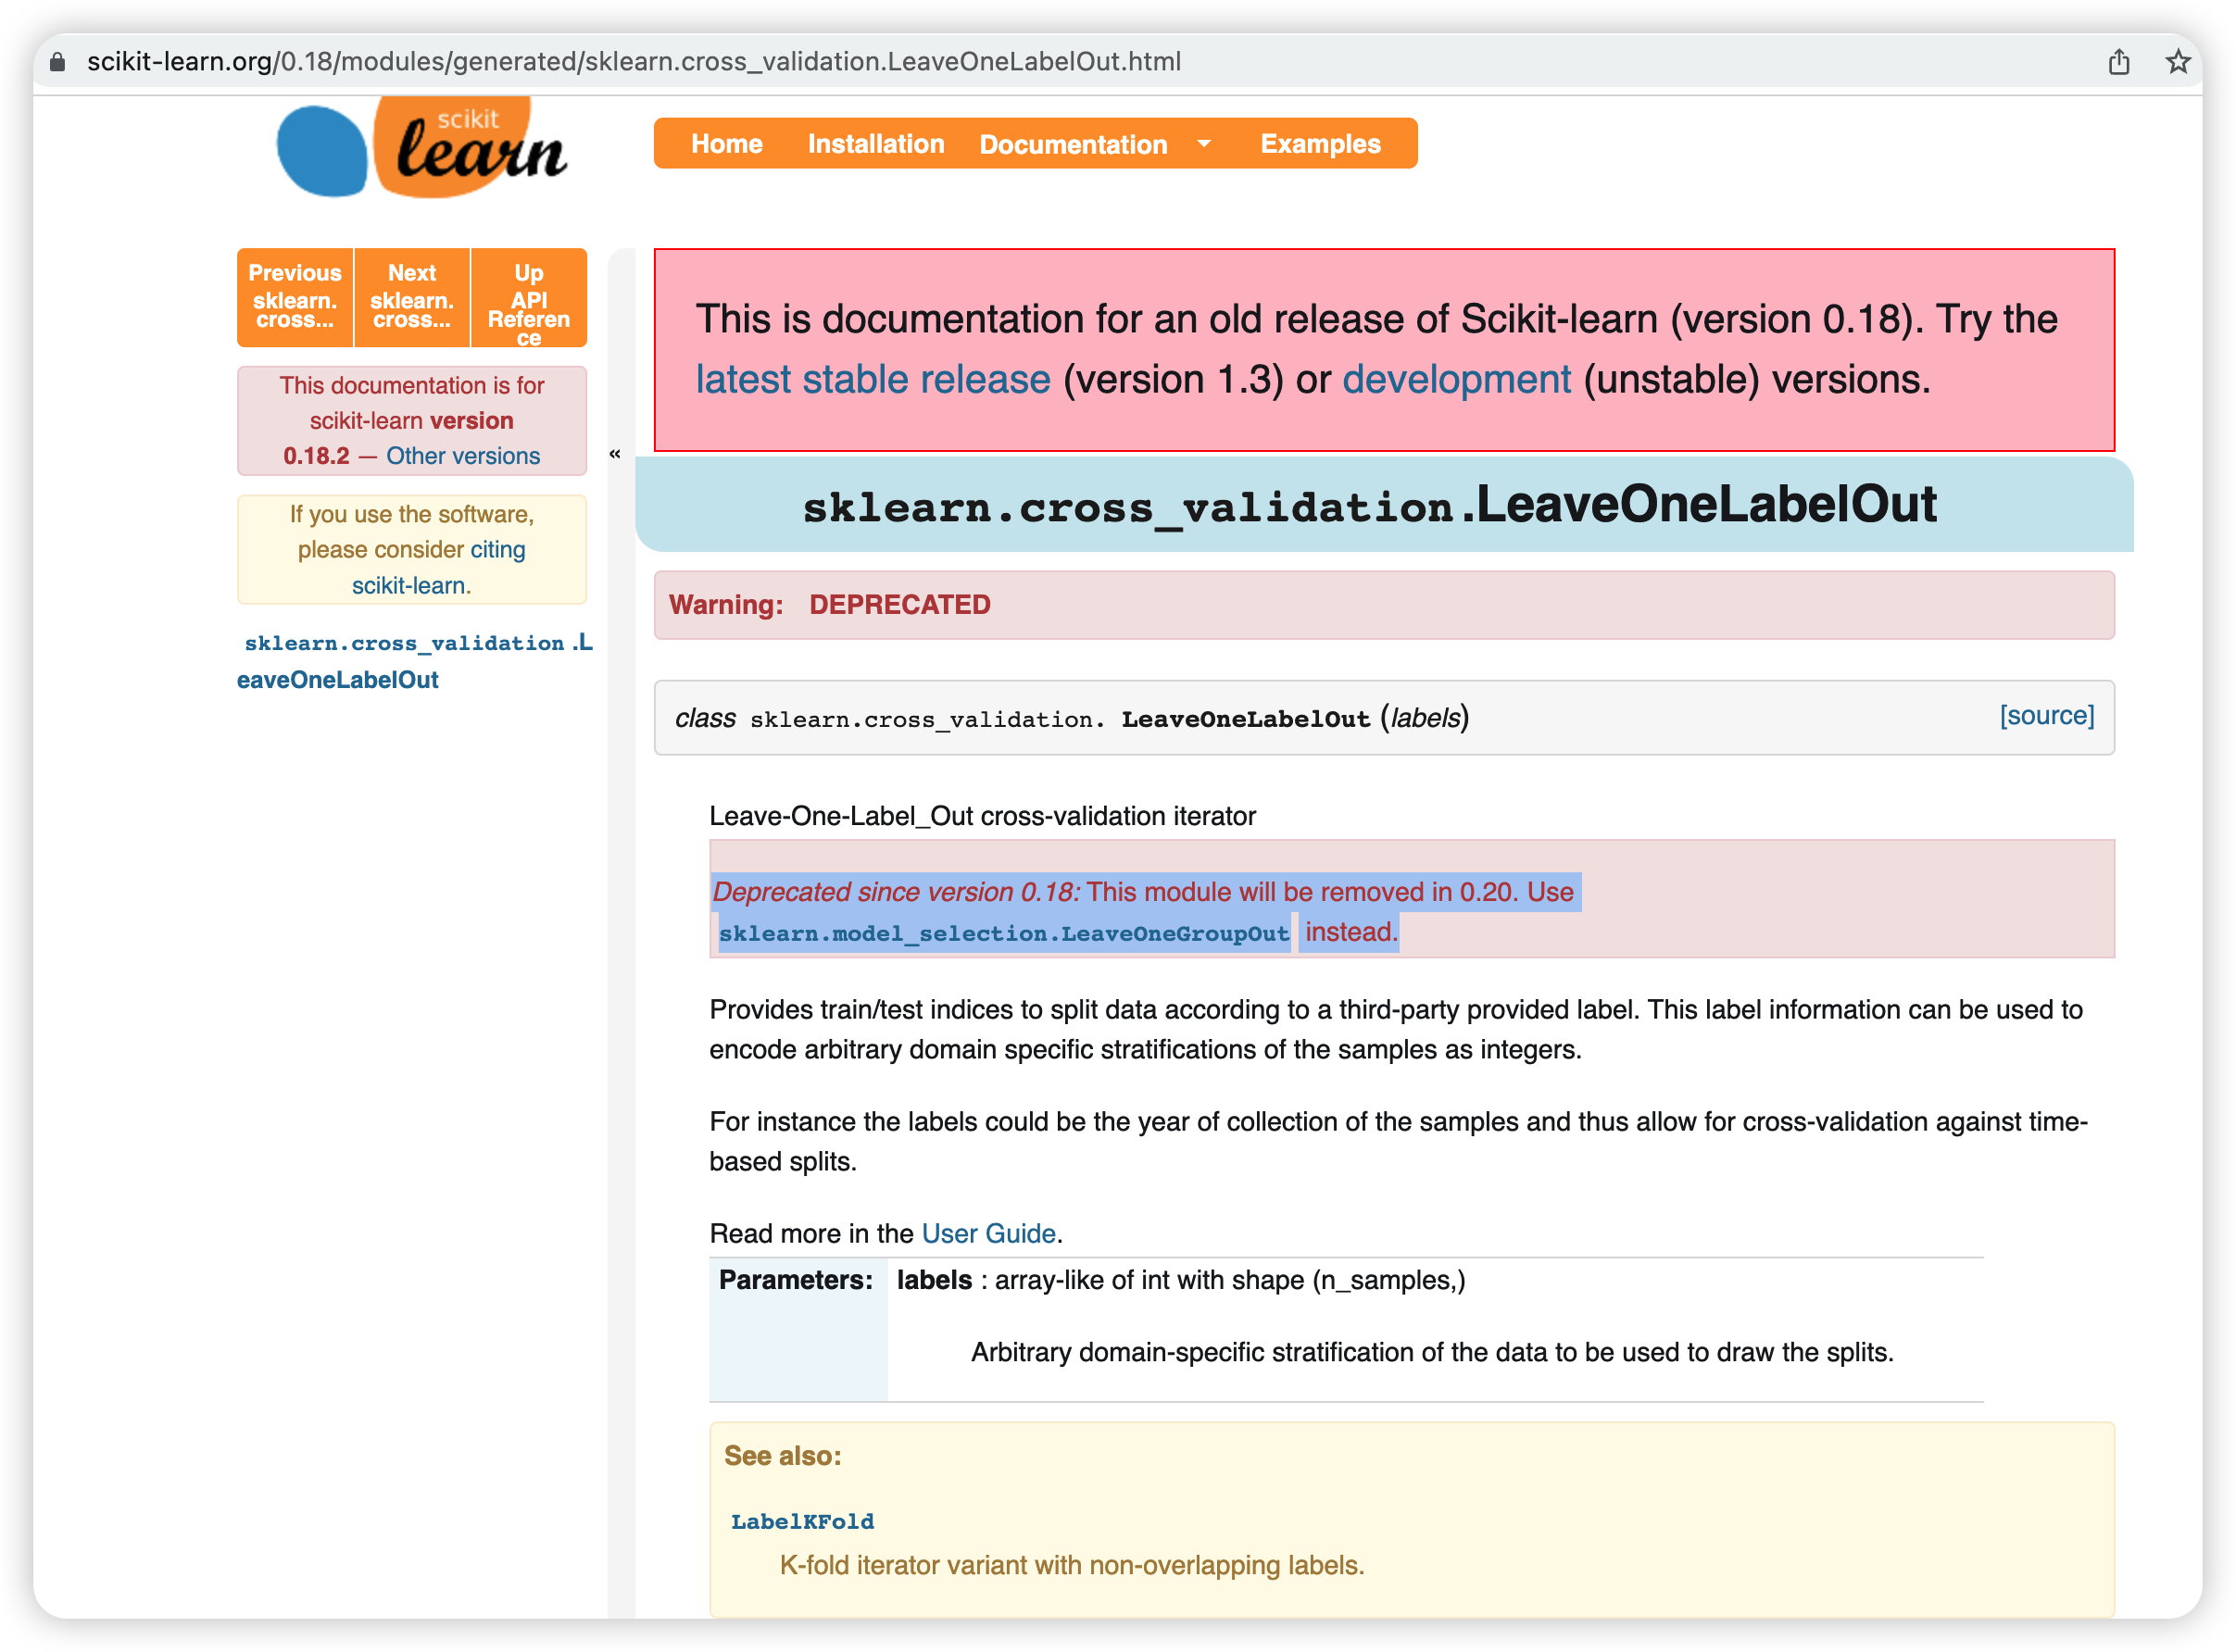 scikit-learn.org/0.18/modules/generated/sklearn.cross_validation.LeaveOneLabelOut.html
scikit
learn
Home Installation Documentation Examples
Previous
sklearn.
cross...
Next
sklearn.
cross...
Up
API
Referen
ce
This documentation is for
scikit-learn version
0.18.2 — Other versions
If you use the software,
please consider citing
scikit-learn.
sklearn.cross_validation.L
eaveOneLabelOut
«
This is documentation for an old release of Scikit-learn (version 0.18). Try the
latest stable release (version 1.3) or development (unstable) versions.
sklearn.cross_validation.LeaveOneLabelOut
Warning: DEPRECATED
class sklearn.cross_validation. LeaveOneLabelOut (labels) [source]
Leave-One-Label_Out cross-validation iterator
Deprecated since version 0.18: This module will be removed in 0.20. Use
sklearn.model_selection.LeaveOneGroupOut instead.
Provides train/test indices to split data according to a third-party provided label. This label information can be used to
encode arbitrary domain specific stratifications of the samples as integers.
For instance the labels could be the year of collection of the samples and thus allow for cross-validation against time-
based splits.
Read more in the User Guide.
Parameters: labels : array-like of int with shape (n_samples,)
Arbitrary domain-specific stratification of the data to be used to draw the splits.
See also:
LabelKFold
K-fold iterator variant with non-overlapping labels.